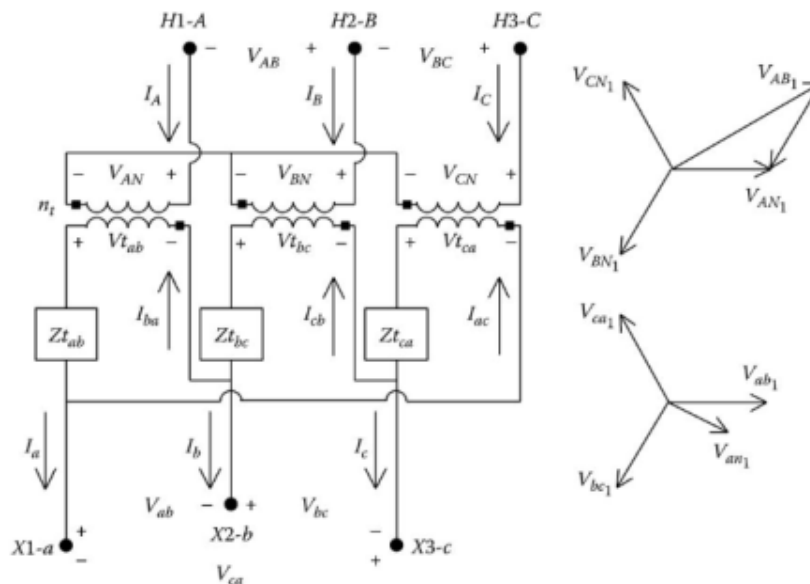 H1-A H2-B H3-C
− V_AB + − V_BC +
I_A I_B I_C
− V_AN + − V_BN + − V_CN +
n_t
+ Vt_ab − + Vt_bc − + Vt_ca −
I_ba I_cb I_ac
Zt_ab Zt_bc Zt_ca
I_a I_b I_c
V_ab − + V_bc −
+ X2-b
X1-a − + X3-c
V_ca
V_CN1 V_AB1
V_AN1
V_BN1
V_ca1
V_ab1
V_an1
V_bc1